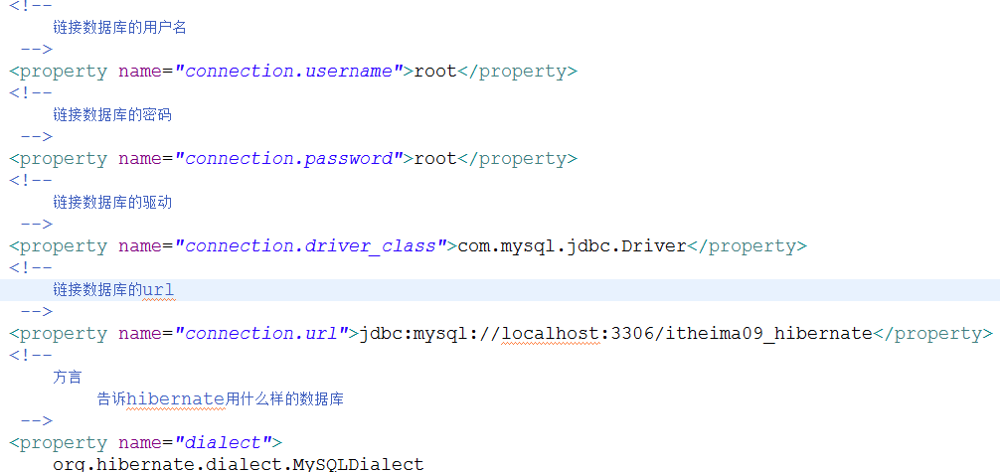 <!--
链接数据库的用户名
-->
<property name="connection.username">root</property>
<!--
链接数据库的密码
-->
<property name="connection.password">root</property>
<!--
链接数据库的驱动
-->
<property name="connection.driver_class">com.mysql.jdbc.Driver</property>
<!--
链接数据库的url
-->
<property name="connection.url">jdbc:mysql://localhost:3306/itheima09_hibernate</property>
<!--
方言
告诉hibernate用什么样的数据库
-->
<property name="dialect">
org.hibernate.dialect.MySQLDialect